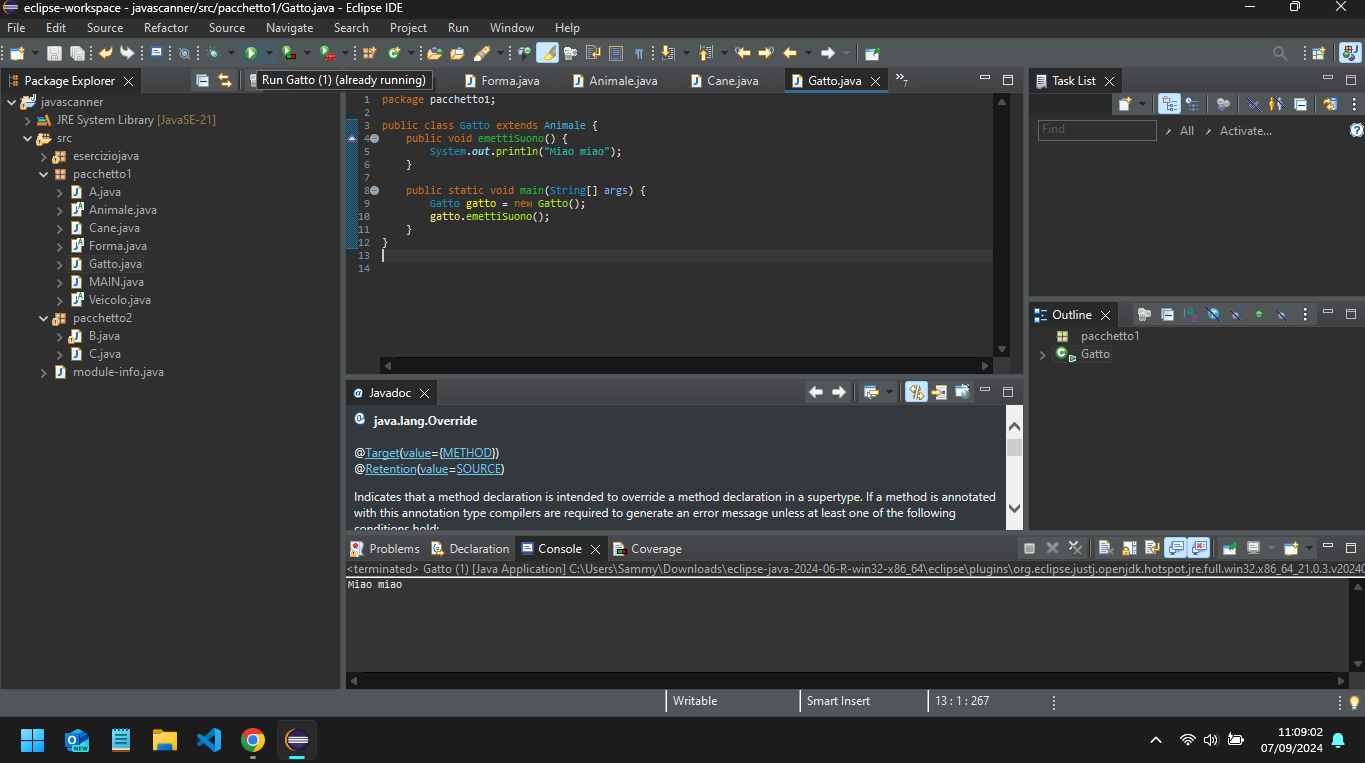 eclipse-workspace - javascanner/src/pacchetto1/Gatto.java - Eclipse IDE
File Edit Source Refactor Source Navigate Search Project Run Window Help
Package Explorer
Run Gatto (1) (already running)
Forma.java
Animale.java
Cane.java
Gatto.java
»7
Task List
javascanner
JRE System Library [JavaSE-21]
src
eserciziojava
pacchetto1
A.java
Animale.java
Cane.java
Forma.java
Gatto.java
MAIN.java
Veicolo.java
pacchetto2
B.java
C.java
module-info.java
1 package pacchetto1;
2
3 public class Gatto extends Animale {
4 public void emettiSuono() {
5 System.out.println("Miao miao");
6 }
7
8 public static void main(String[] args) {
9 Gatto gatto = new Gatto();
10 gatto.emettiSuono();
11 }
12 }
13
14
Find
All
Activate...
Outline
pacchetto1
Gatto
Javadoc
java.lang.Override
@Target(value={METHOD})
@Retention(value=SOURCE)
Indicates that a method declaration is intended to override a method declaration in a supertype. If a method is annotated
with this annotation type compilers are required to generate an error message unless at least one of the following
conditions hold:
Problems
Declaration
Console
Coverage
<terminated> Gatto (1) [Java Application] C:\Users\Sammy\Downloads\eclipse-java-2024-06-R-win32-x86_64\eclipse\plugins\org.eclipse.justj.openjdk.hotspot.jre.full.win32.x86_64_21.0.3.v20240
Miao miao
Writable
Smart Insert
13 : 1 : 267
NEW
11:09:02
07/09/2024